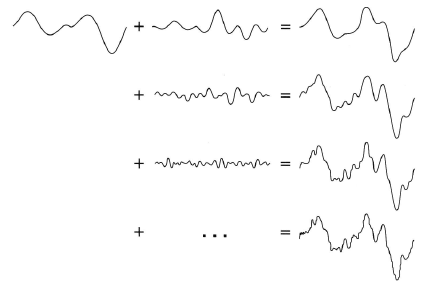 + =
+ =
+ =
+ ... =